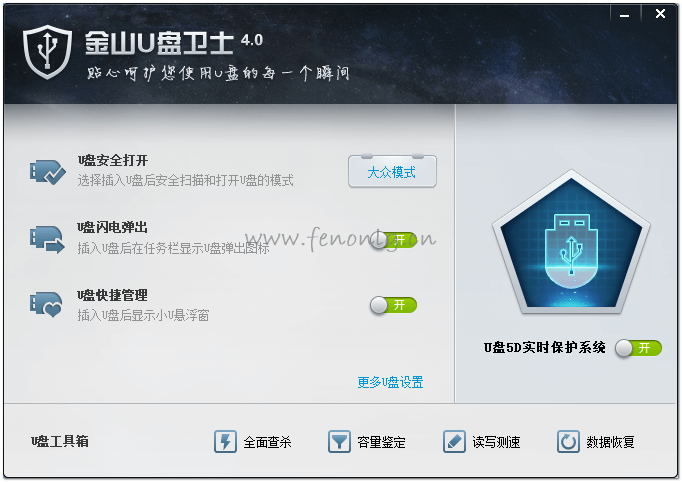 金山U盘卫士 4.0
贴心呵护您使用U盘的每一个瞬间
U盘安全打开
选择插入U盘后安全扫描和打开U盘的模式
大众模式
U盘闪电弹出
插入U盘后在任务栏显示U盘弹出图标
开
www.fenong.cn
U盘快捷管理
插入U盘后显示小U悬浮窗
开
U盘5D实时保护系统
开
更多U盘设置
U盘工具箱
全面查杀
容量鉴定
读写测速
数据恢复